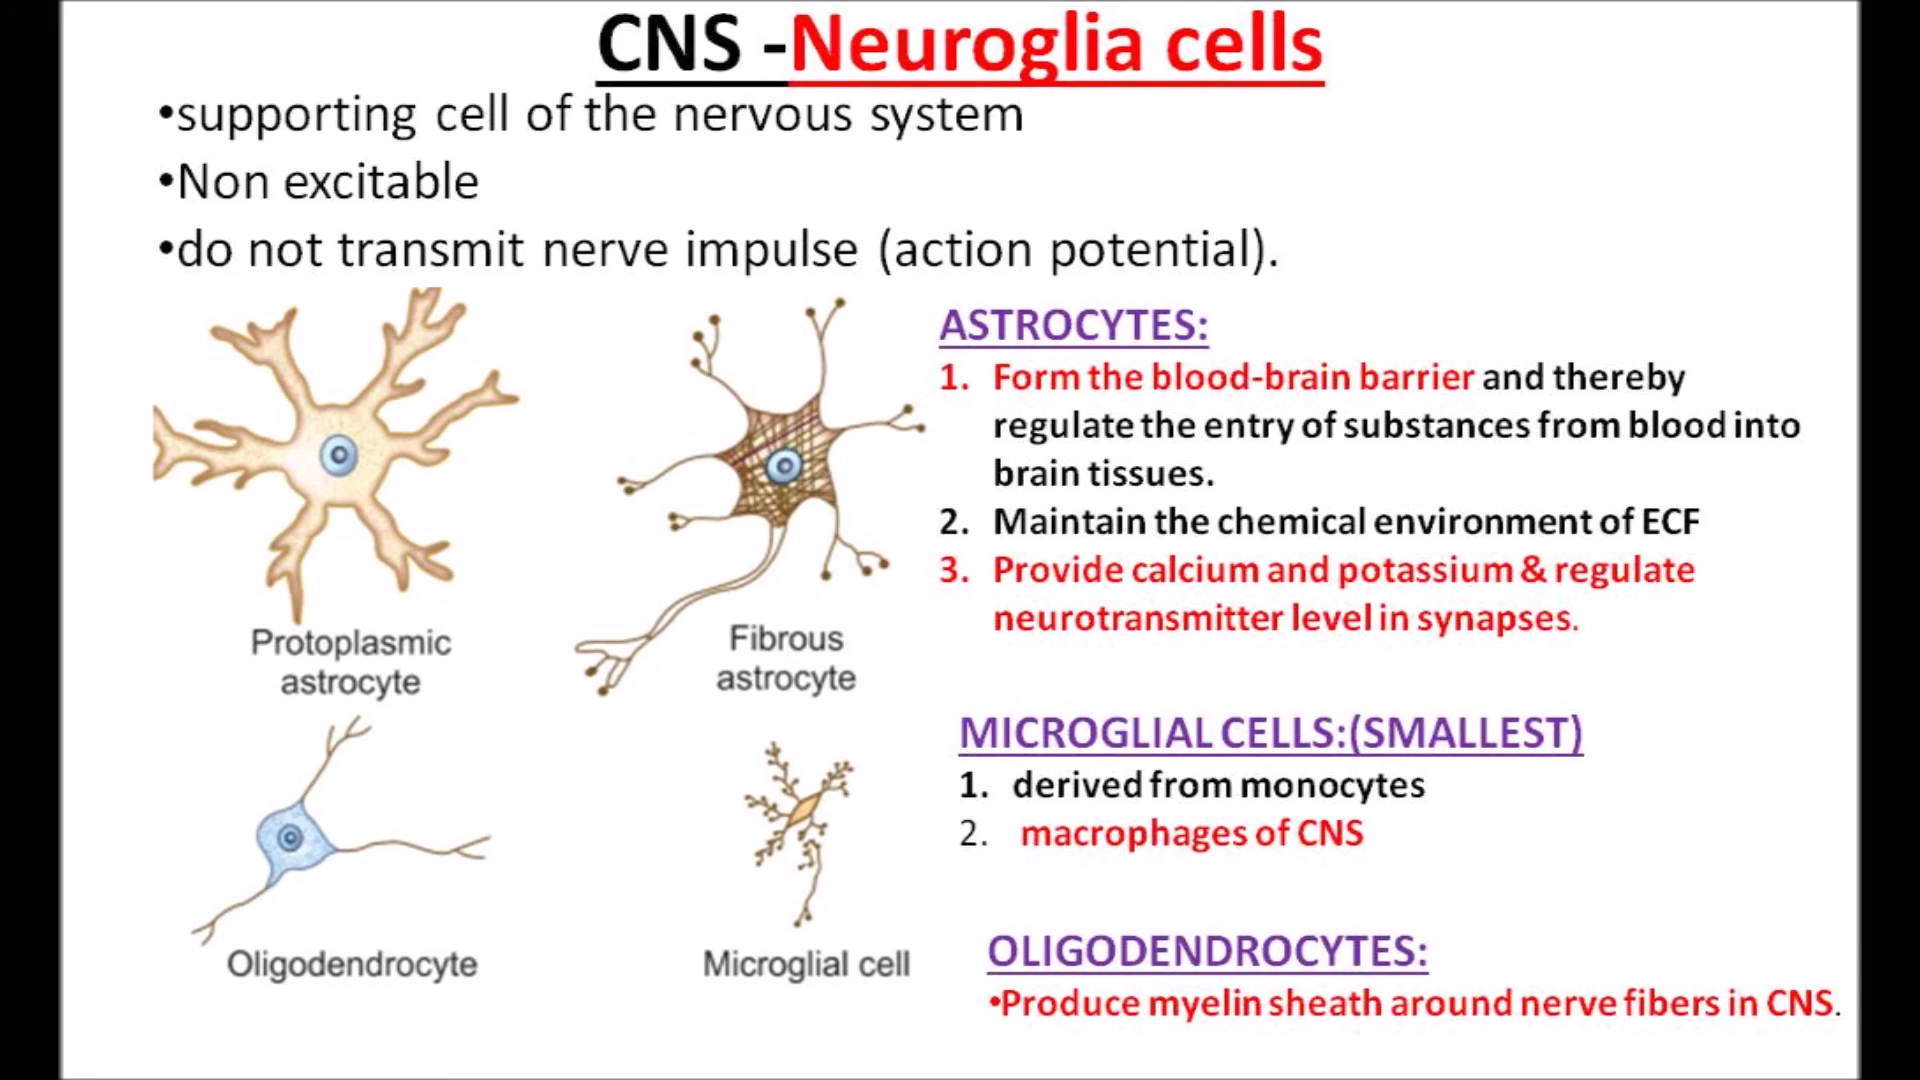 CNS -Neuroglia cells
•supporting cell of the nervous system
•Non excitable
•do not transmit nerve impulse (action potential).
Protoplasmic
astrocyte
Fibrous
astrocyte
ASTROCYTES:
1. Form the blood-brain barrier and thereby
regulate the entry of substances from blood into
brain tissues.
2. Maintain the chemical environment of ECF
3. Provide calcium and potassium & regulate
neurotransmitter level in synapses.
Oligodendrocyte
Microglial cell
MICROGLIAL CELLS:(SMALLEST)
1. derived from monocytes
2. macrophages of CNS
OLIGODENDROCYTES:
•Produce myelin sheath around nerve fibers in CNS.